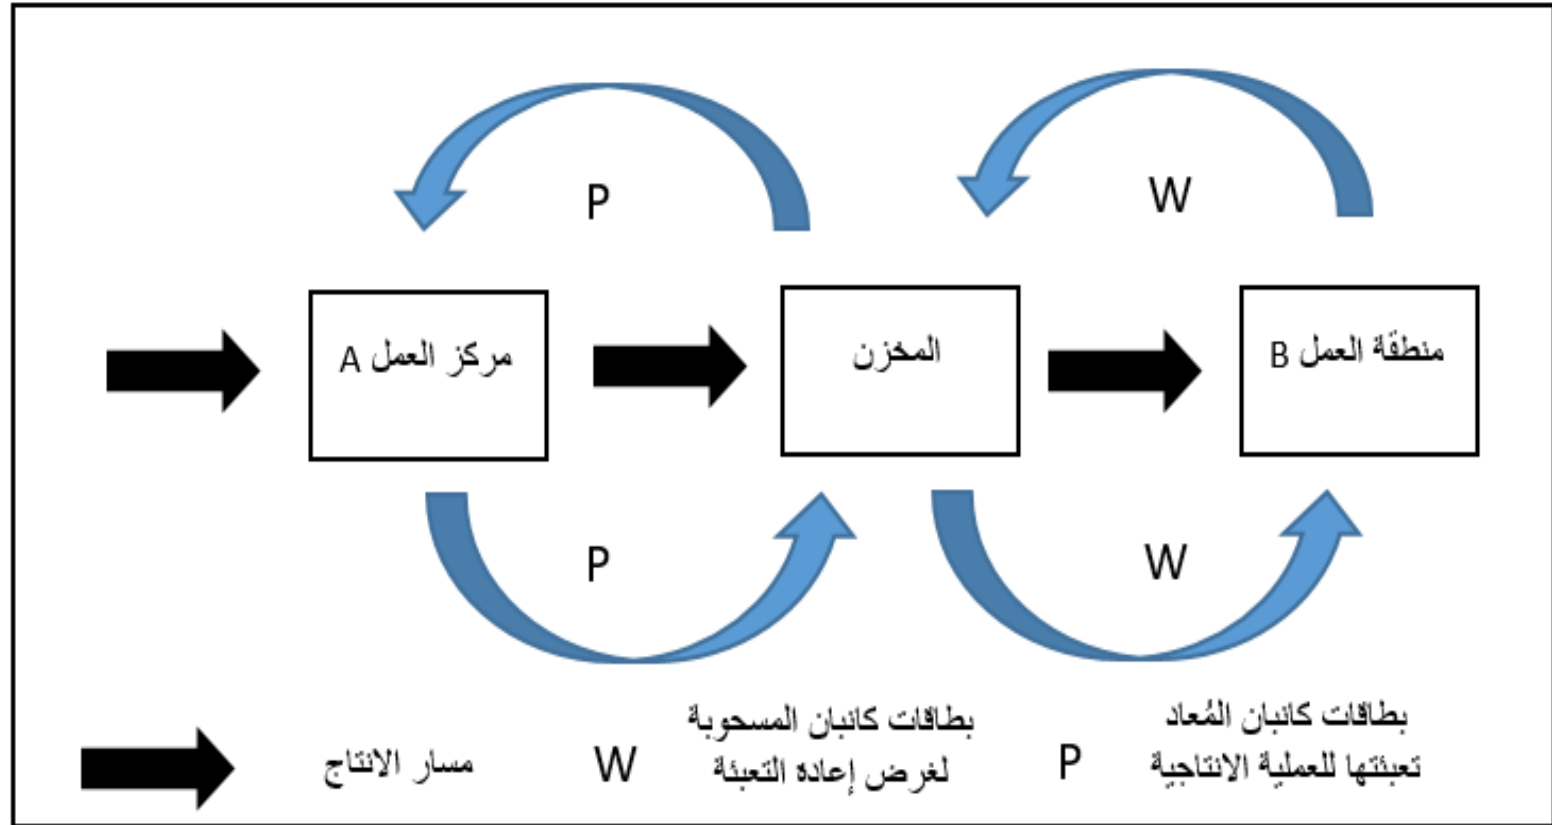 P
W
مركز العمل A
المخزن
منطقة العمل B
P
W
مسار الانتاج
W
بطاقات كانبان المسحوبة
لغرض إعاده التعبئة
P
بطاقات كانبان المُعاد
تعبئتها للعملية الانتاجية